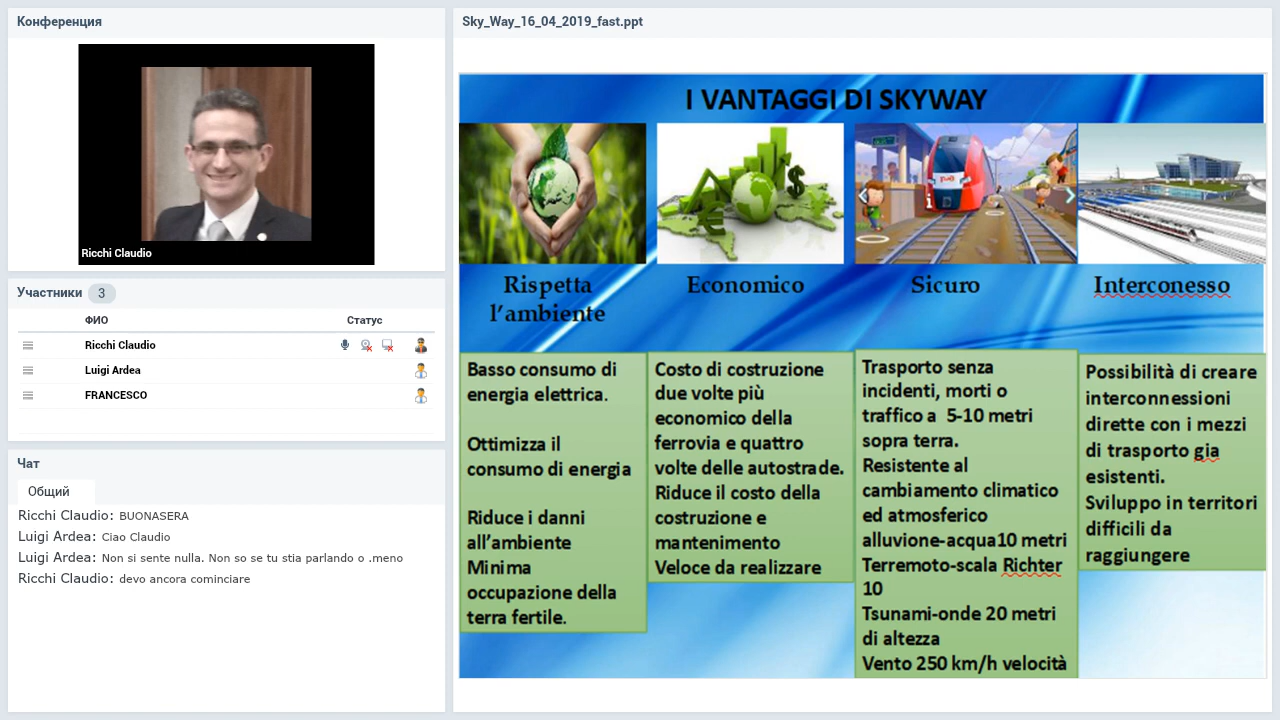 Конференция
Ricchi Claudio
Участники 3
ФИО Статус
Ricchi Claudio
Luigi Ardea
FRANCESCO
Чат
Общий
Ricchi Claudio: BUONASERA
Luigi Ardea: Ciao Claudio
Luigi Ardea: Non si sente nulla. Non so se tu stia parlando o .meno
Ricchi Claudio: devo ancora cominciare
Sky_Way_16_04_2019_fast.ppt
I VANTAGGI DI SKYWAY
Rispetta
l’ambiente
Basso consumo di
energia elettrica.
Ottimizza il
consumo di energia
Riduce i danni
all’ambiente
Minima
occupazione della
terra fertile.
Economico
Costo di costruzione
due volte più
economico della
ferrovia e quattro
volte delle autostrade.
Riduce il costo della
costruzione e
mantenimento
Veloce da realizzare
Sicuro
Trasporto senza
incidenti, morti o
traffico a 5-10 metri
sopra terra.
Resistente al
cambiamento climatico
ed atmosferico
alluvione-acqua10 metri
Terremoto-scala Richter
10
Tsunami-onde 20 metri
di altezza
Vento 250 km/h velocità
Interconesso
Possibilità di creare
interconnessioni
dirette con i mezzi
di trasporto gia
esistenti.
Sviluppo in territori
difficili da
raggiungere